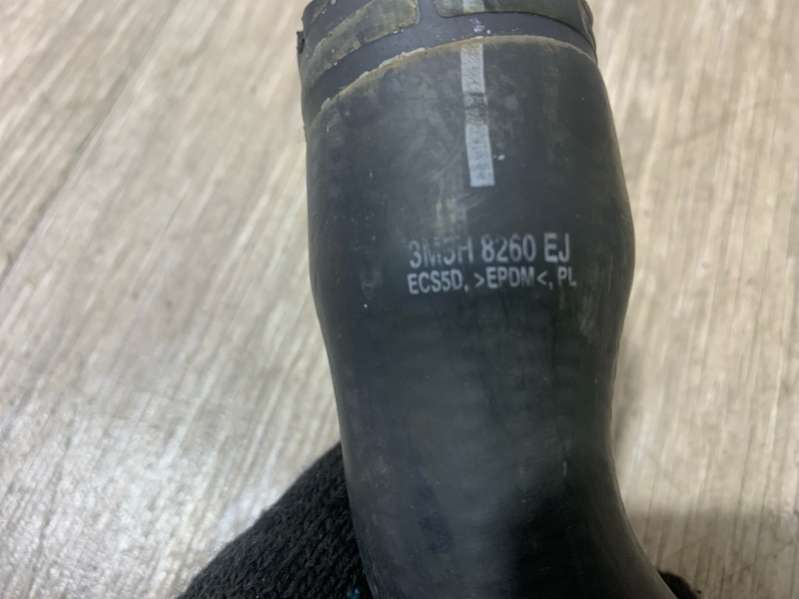 3M5H 8260 EJ
ECS5D, >EPDM<, PL